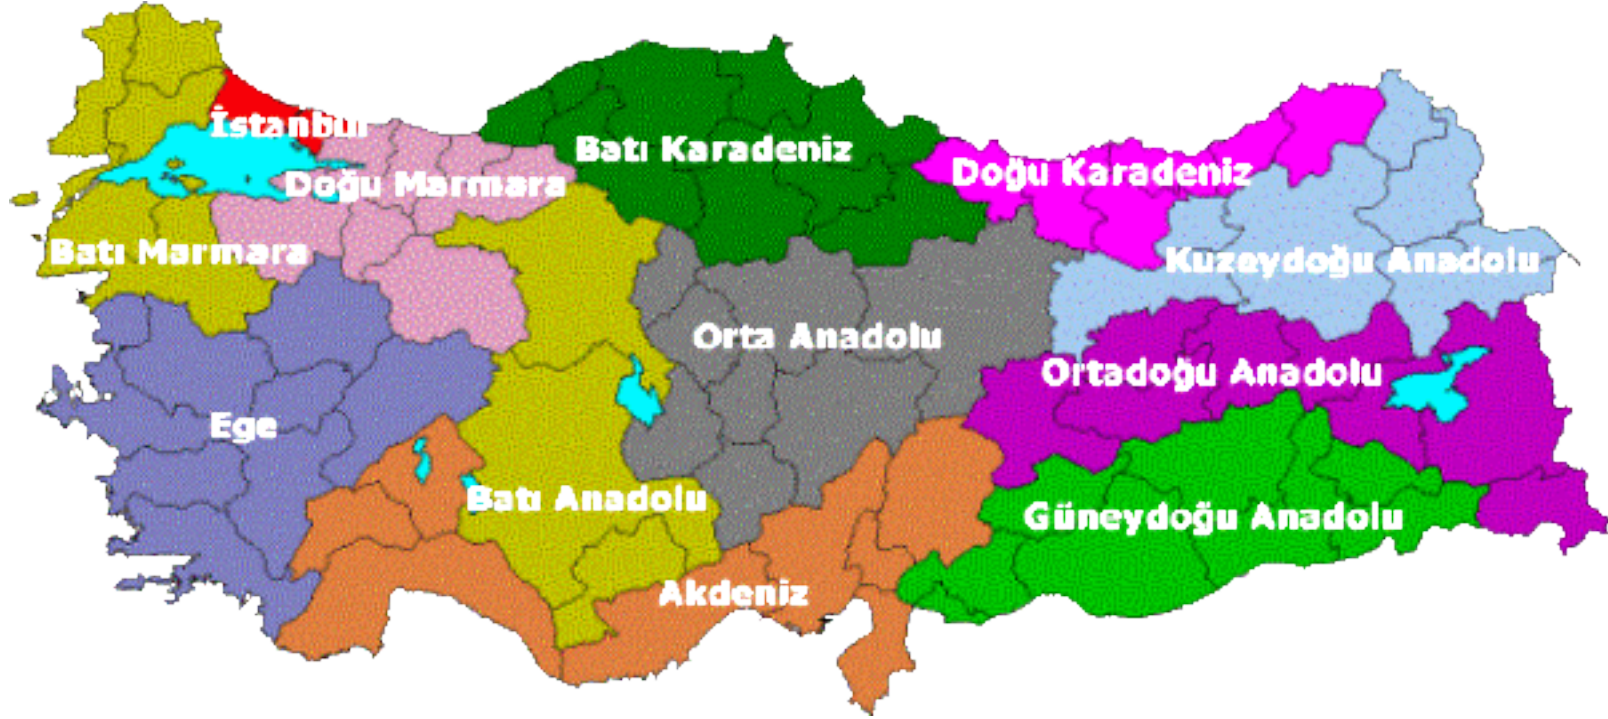 İstanbul
Batı Karadeniz
Doğu Karadeniz
Doğu Marmara
Batı Marmara
Kuzeydoğu Anadolu
Orta Anadolu
Ortadoğu Anadolu
Ege
Batı Anadolu
Güneydoğu Anadolu
Akdeniz